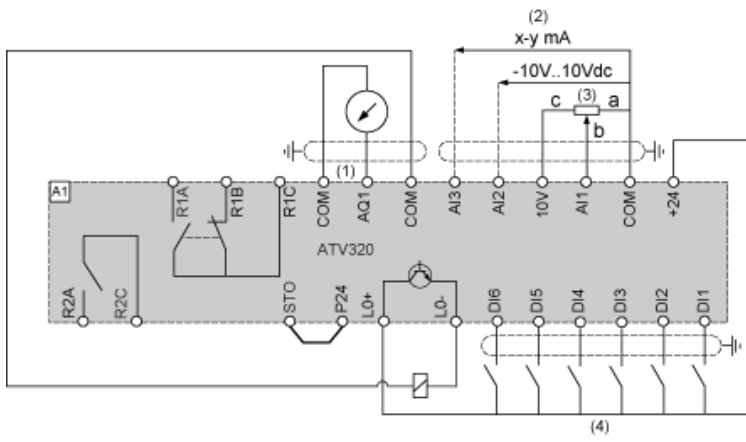 (2)
x-y mA
-10V..10Vdc
c (3) a
b
(1)
A1
R1A
R1B
R1C
COM
AQ1
COM
AI3
AI2
10V
AI1
COM
+24
ATV320
R2A
R2C
STO
P24
L0+
L0-
DI6
DI5
DI4
DI3
DI2
DI1
(4)